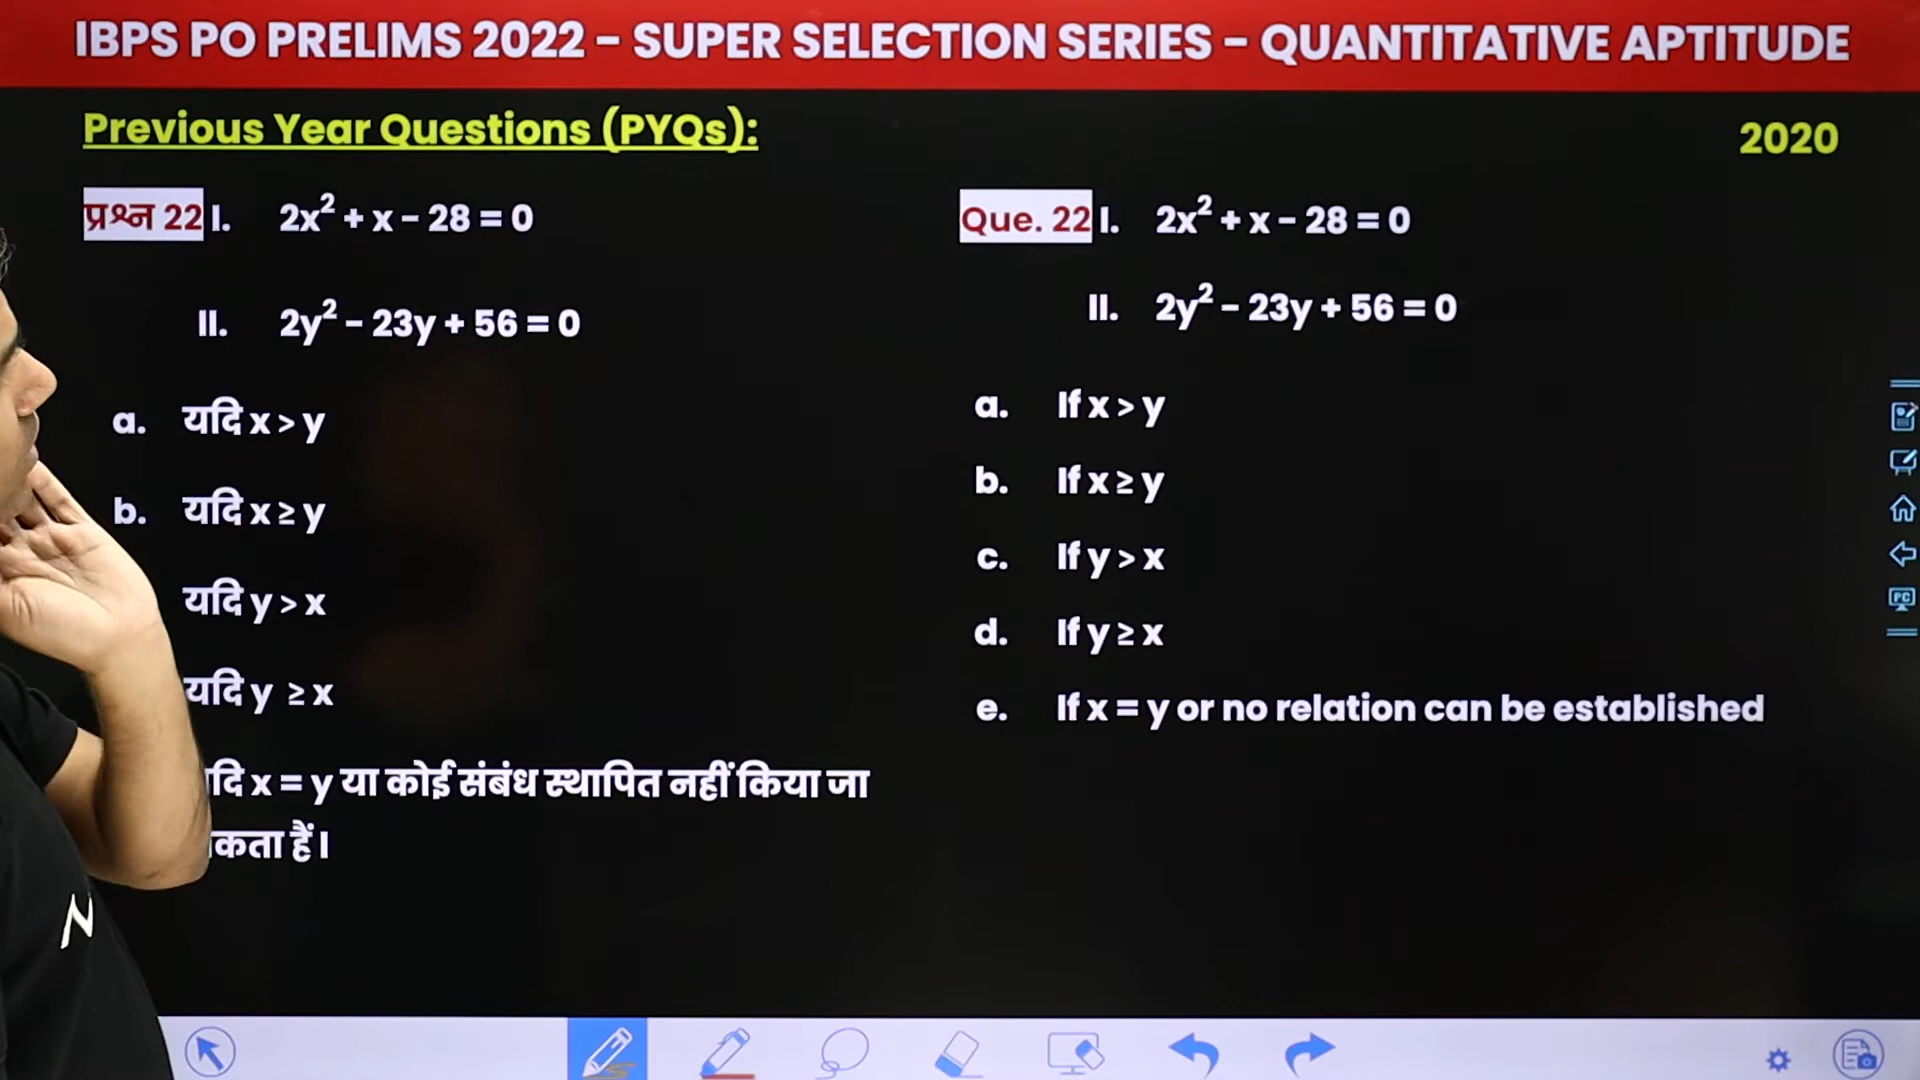 IBPS PO PRELIMS 2022 - SUPER SELECTION SERIES - QUANTITATIVE APTITUDE
Previous Year Questions (PYQs):
2020
प्रश्न 22 I. 2x² + x - 28 = 0
II. 2y² - 23y + 56 = 0
a. यदि x > y
b. यदि x ≥ y
यदि y > x
यदि y ≥ x
x = y या कोई संबंध स्थापित नहीं किया जा
हैं।
Que. 22 I. 2x² + x - 28 = 0
II. 2y² - 23y + 56 = 0
a. If x > y
b. If x ≥ y
c. If y > x
d. If y ≥ x
e. If x = y or no relation can be established
N
PC